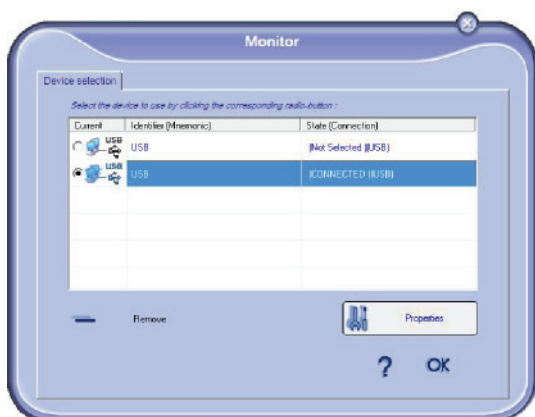 Monitor
Device selection
Select the device to use by clicking the corresponding radio-button :
Current Identifier (Mnemonic) State (Connection)
USB USB (Not Selected )(USB)
USB USB (CONNECTED )(USB)
Remove Properties
? OK